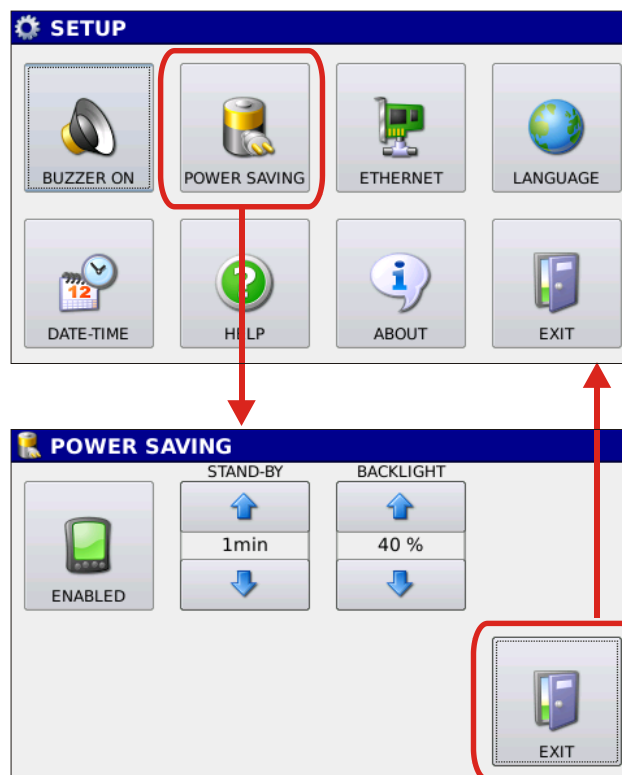 SETUP
BUZZER ON
POWER SAVING
ETHERNET
LANGUAGE
12
DATE-TIME
HELP
ABOUT
EXIT
POWER SAVING
STAND-BY
BACKLIGHT
1min
40 %
ENABLED
EXIT